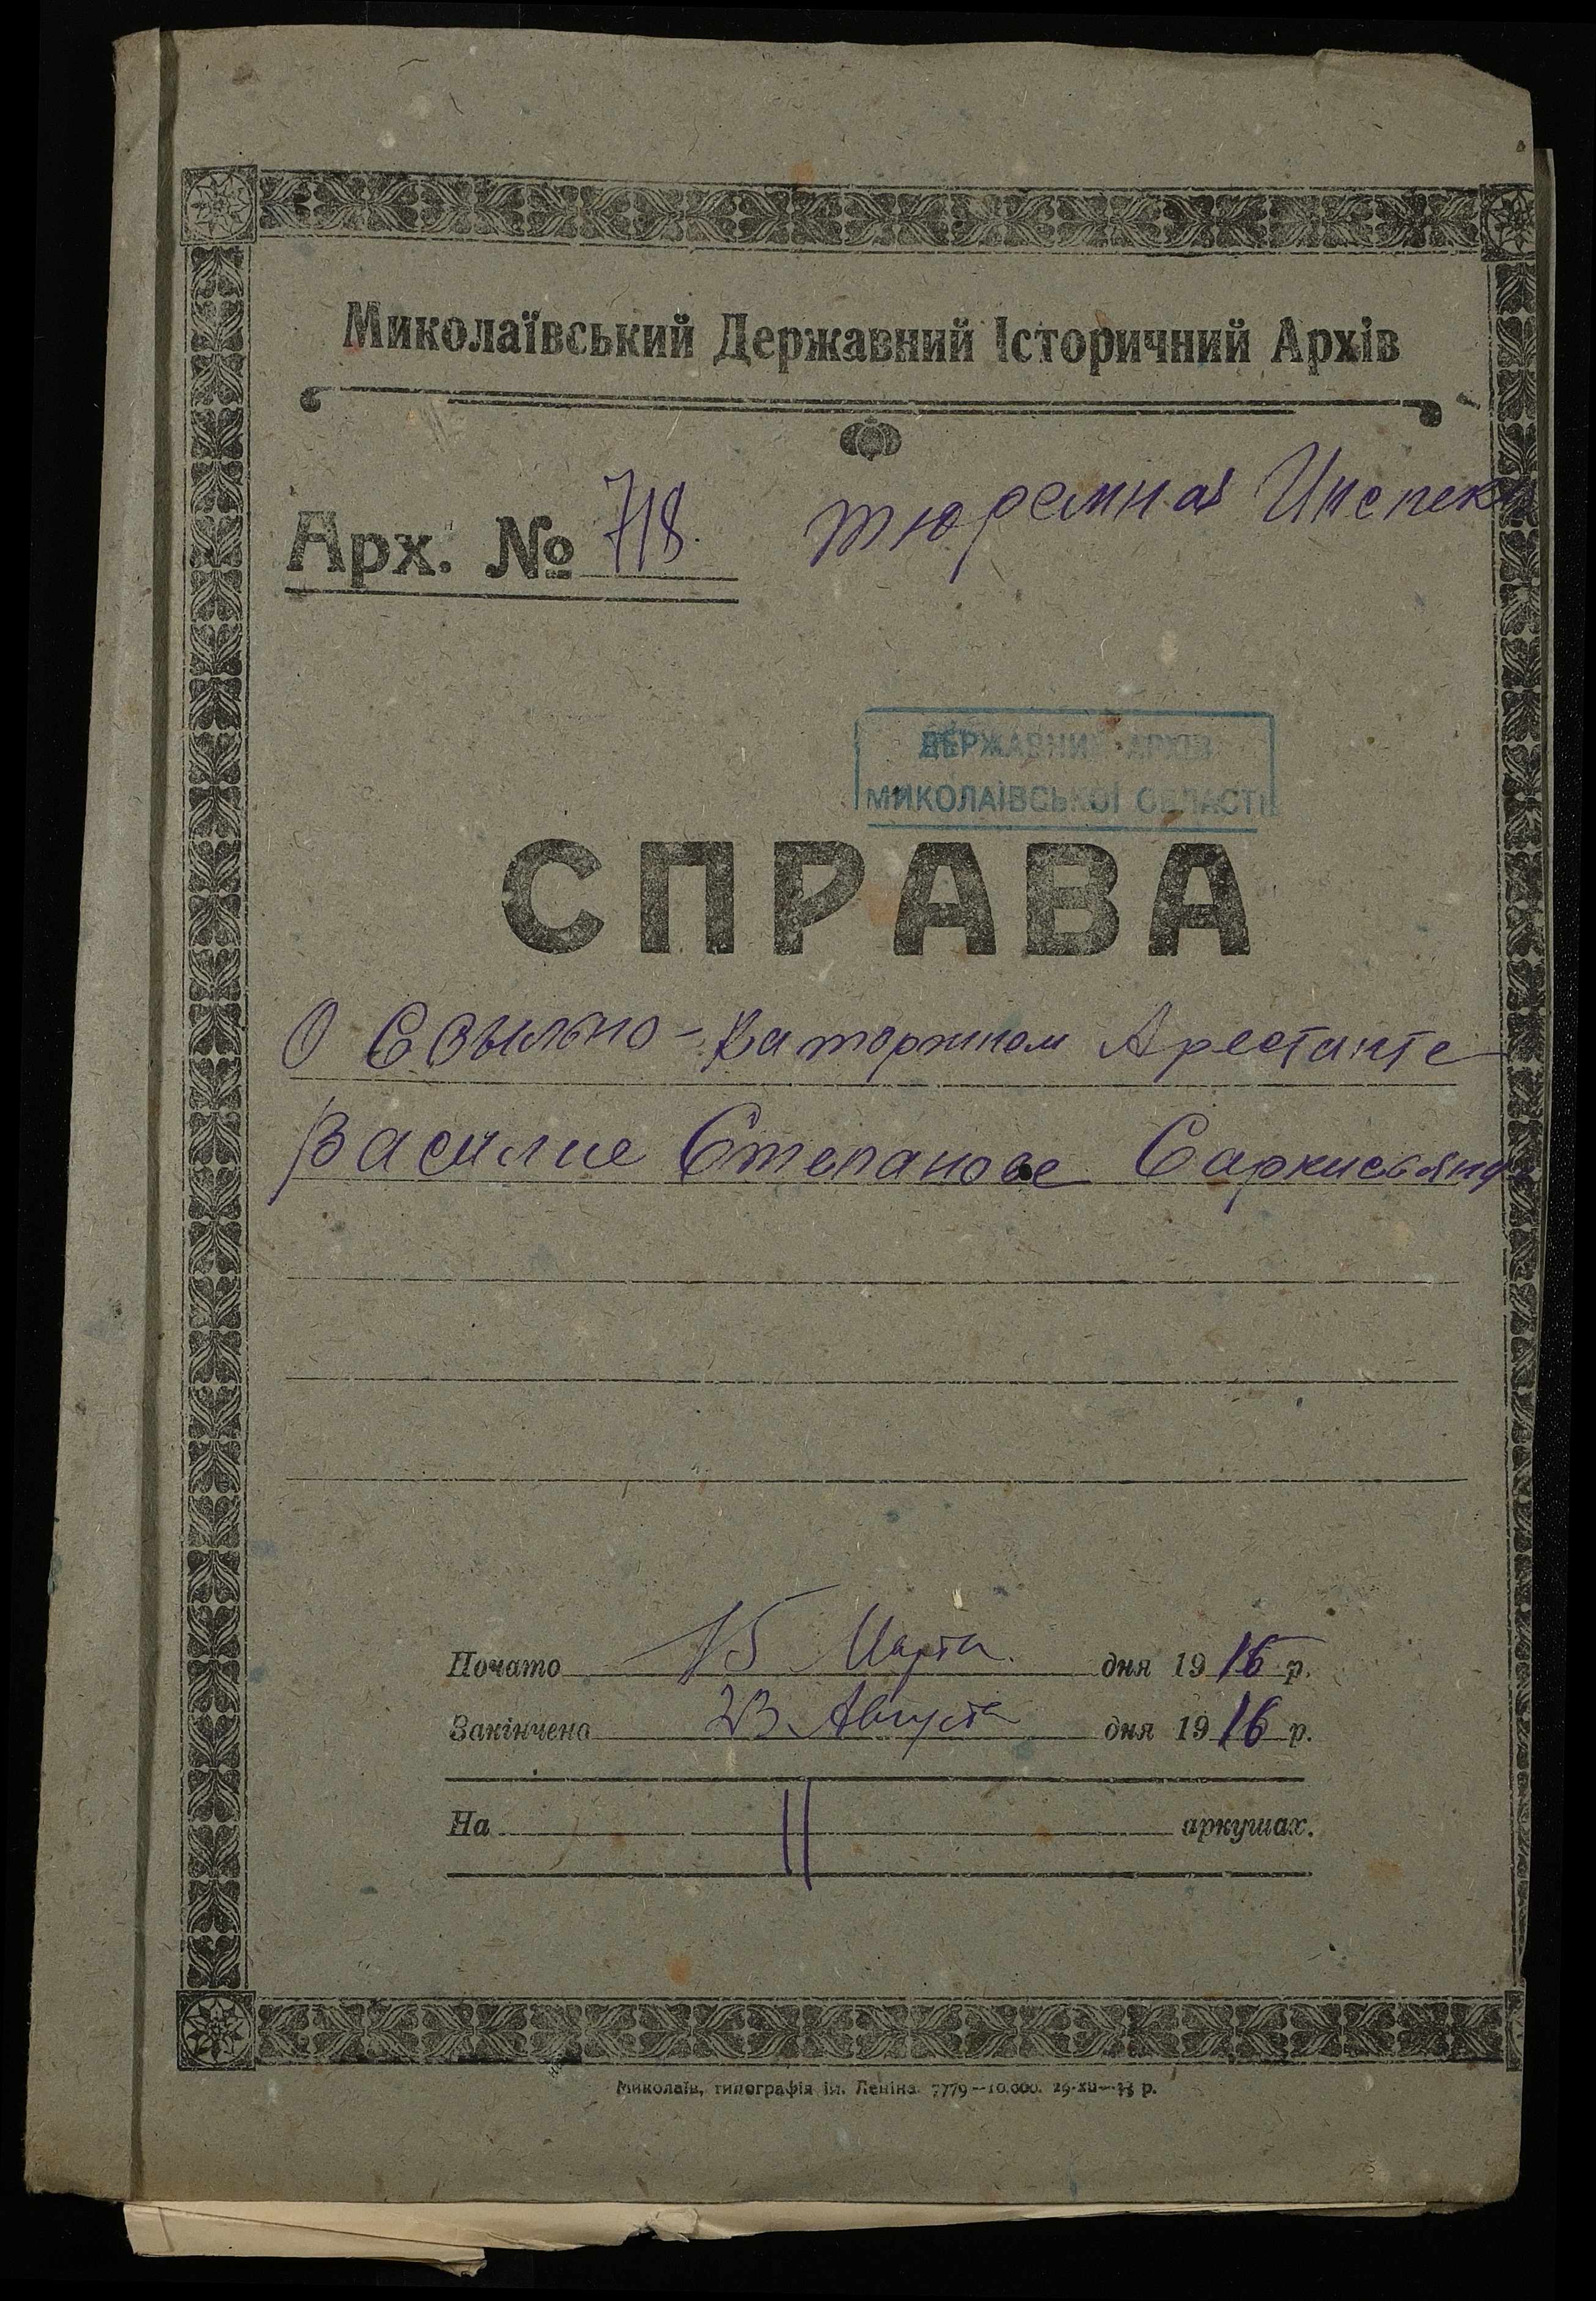 Миколаївський Державний Історичний Архів
Арх. № 718. Тюремная Инспек
ДЕРЖАВНИЙ АРХІВ
МИКОЛАЇВСЬКОЇ ОБЛАСТІ
СПРАВА
О Ссыльно-Каторжном Арестанте
Василие Степанове Саркисьянц
Почато 15 Марта дня 1916 р.
Закінчено 23 Августа дня 1916 р.
На 11 аркушах.
Миколаїв, типографія ім. Леніна 7779—10.000. 29-XII—33 р.